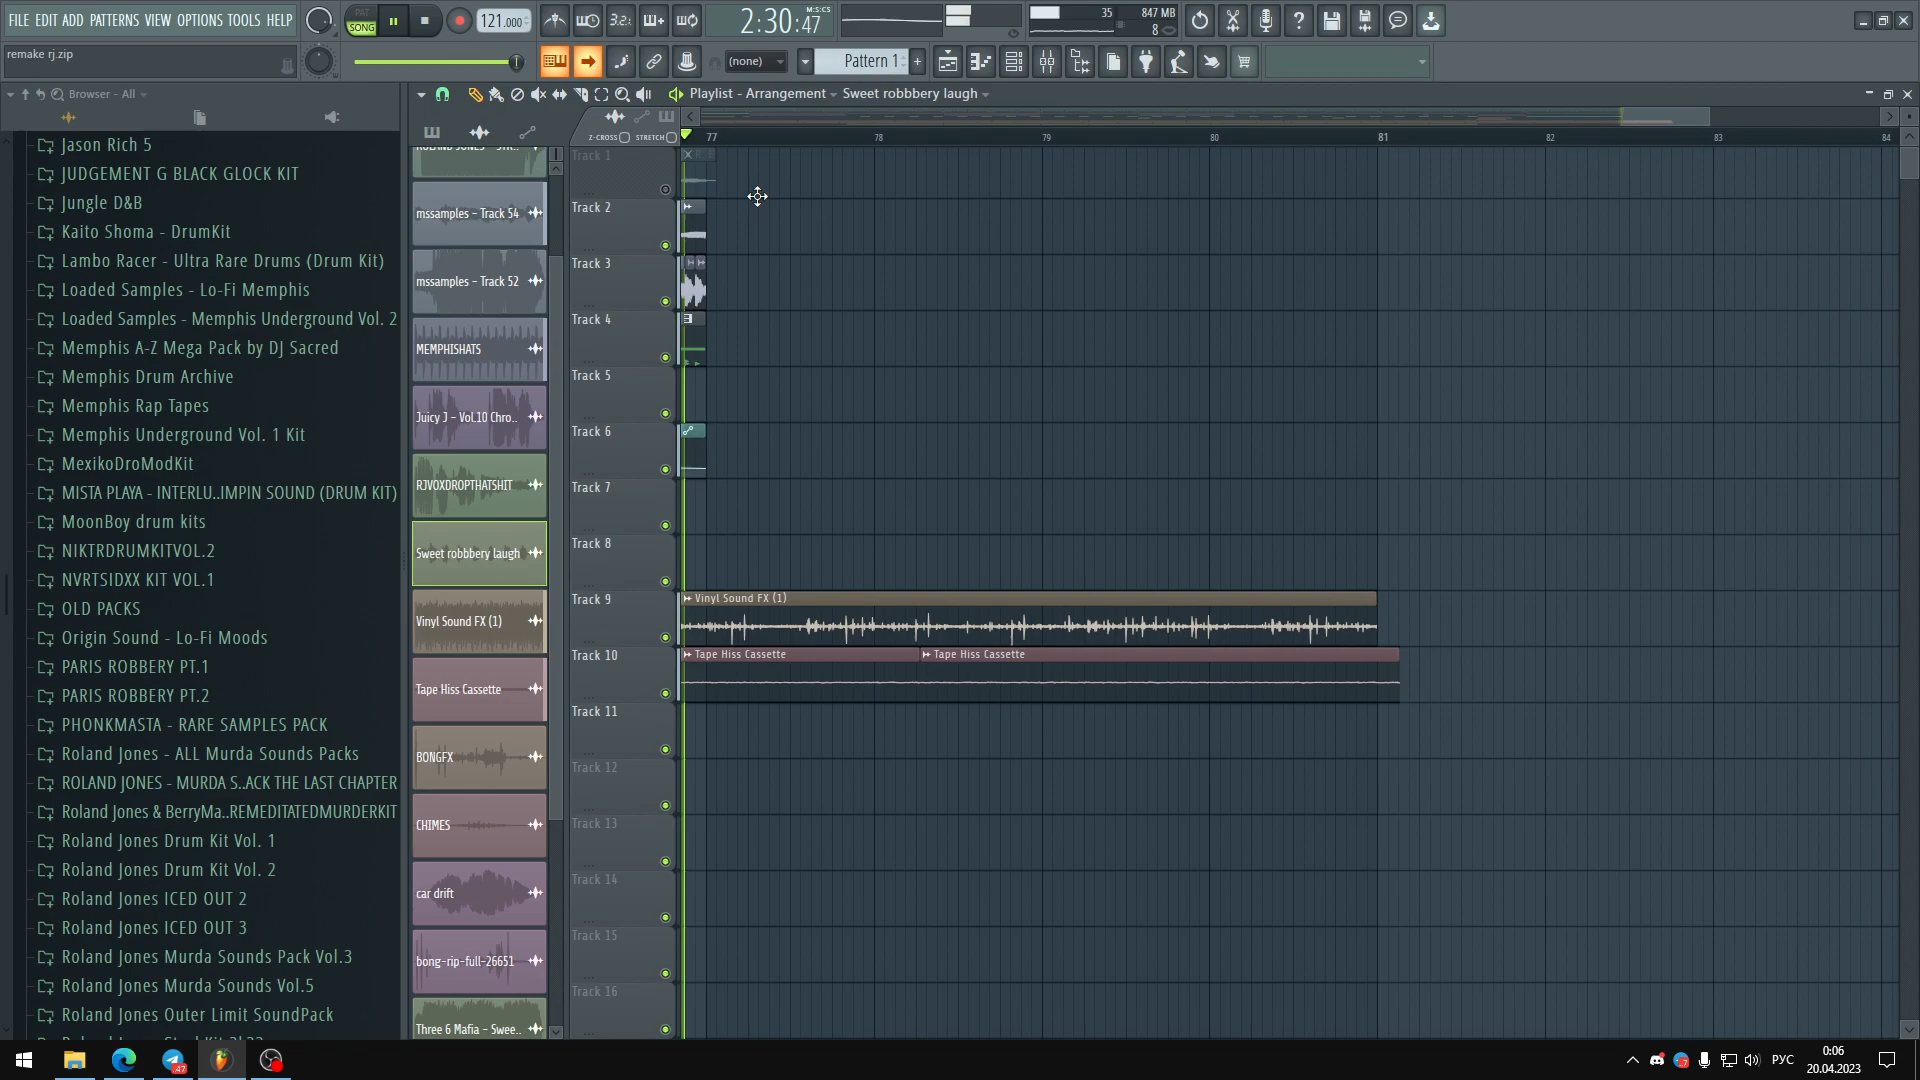 FILE EDIT ADD PATTERNS VIEW OPTIONS TOOLS HELP
PAT
SONG
121.000
3.2.:
2:30:47
M:S:CS
35
847 MB
8
remake rj.zip
(none)
Pattern 1
Browser - All
Playlist - Arrangement
Sweet robbbery laugh
Z-CROSS
STRETCH
77
78
79
80
81
82
83
84
Jason Rich 5
JUDGEMENT G BLACK GLOCK KIT
Jungle D&B
Kaito Shoma - DrumKit
Lambo Racer - Ultra Rare Drums (Drum Kit)
Loaded Samples - Lo-Fi Memphis
Loaded Samples - Memphis Underground Vol. 2
Memphis A-Z Mega Pack by DJ Sacred
Memphis Drum Archive
Memphis Rap Tapes
Memphis Underground Vol. 1 Kit
MexikoDroModKit
MISTA PLAYA - INTERLU..IMPIN SOUND (DRUM KIT)
MoonBoy drum kits
NIKTRDRUMKITVOL.2
NVRTSIDXX KIT VOL.1
OLD PACKS
Origin Sound - Lo-Fi Moods
PARIS ROBBERY PT.1
PARIS ROBBERY PT.2
PHONKMASTA - RARE SAMPLES PACK
Roland Jones - ALL Murda Sounds Packs
ROLAND JONES - MURDA S..ACK THE LAST CHAPTER
Roland Jones & BerryMa..REMEDITATEDMURDERKIT
Roland Jones Drum Kit Vol. 1
Roland Jones Drum Kit Vol. 2
Roland Jones ICED OUT 2
Roland Jones ICED OUT 3
Roland Jones Murda Sounds Pack Vol.3
Roland Jones Murda Sounds Vol.5
Roland Jones Outer Limit SoundPack
mssamples - Track 54
mssamples - Track 52
MEMPHISHATS
Juicy J - Vol.10 Chro..
RJVOXDROPTHATSHIT
Sweet robbbery laugh
Vinyl Sound FX (1)
Tape Hiss Cassette
BONGFX
CHIMES
car drift
bong-rip-full-26651
Three 6 Mafia - Swee..
Track 1
Track 2
Track 3
Track 4
Track 5
Track 6
Track 7
Track 8
Track 9
Track 10
Track 11
Track 12
Track 13
Track 14
Track 15
Track 16
Vinyl Sound FX (1)
Tape Hiss Cassette
Tape Hiss Cassette
47
РУС
0:06
20.04.2023